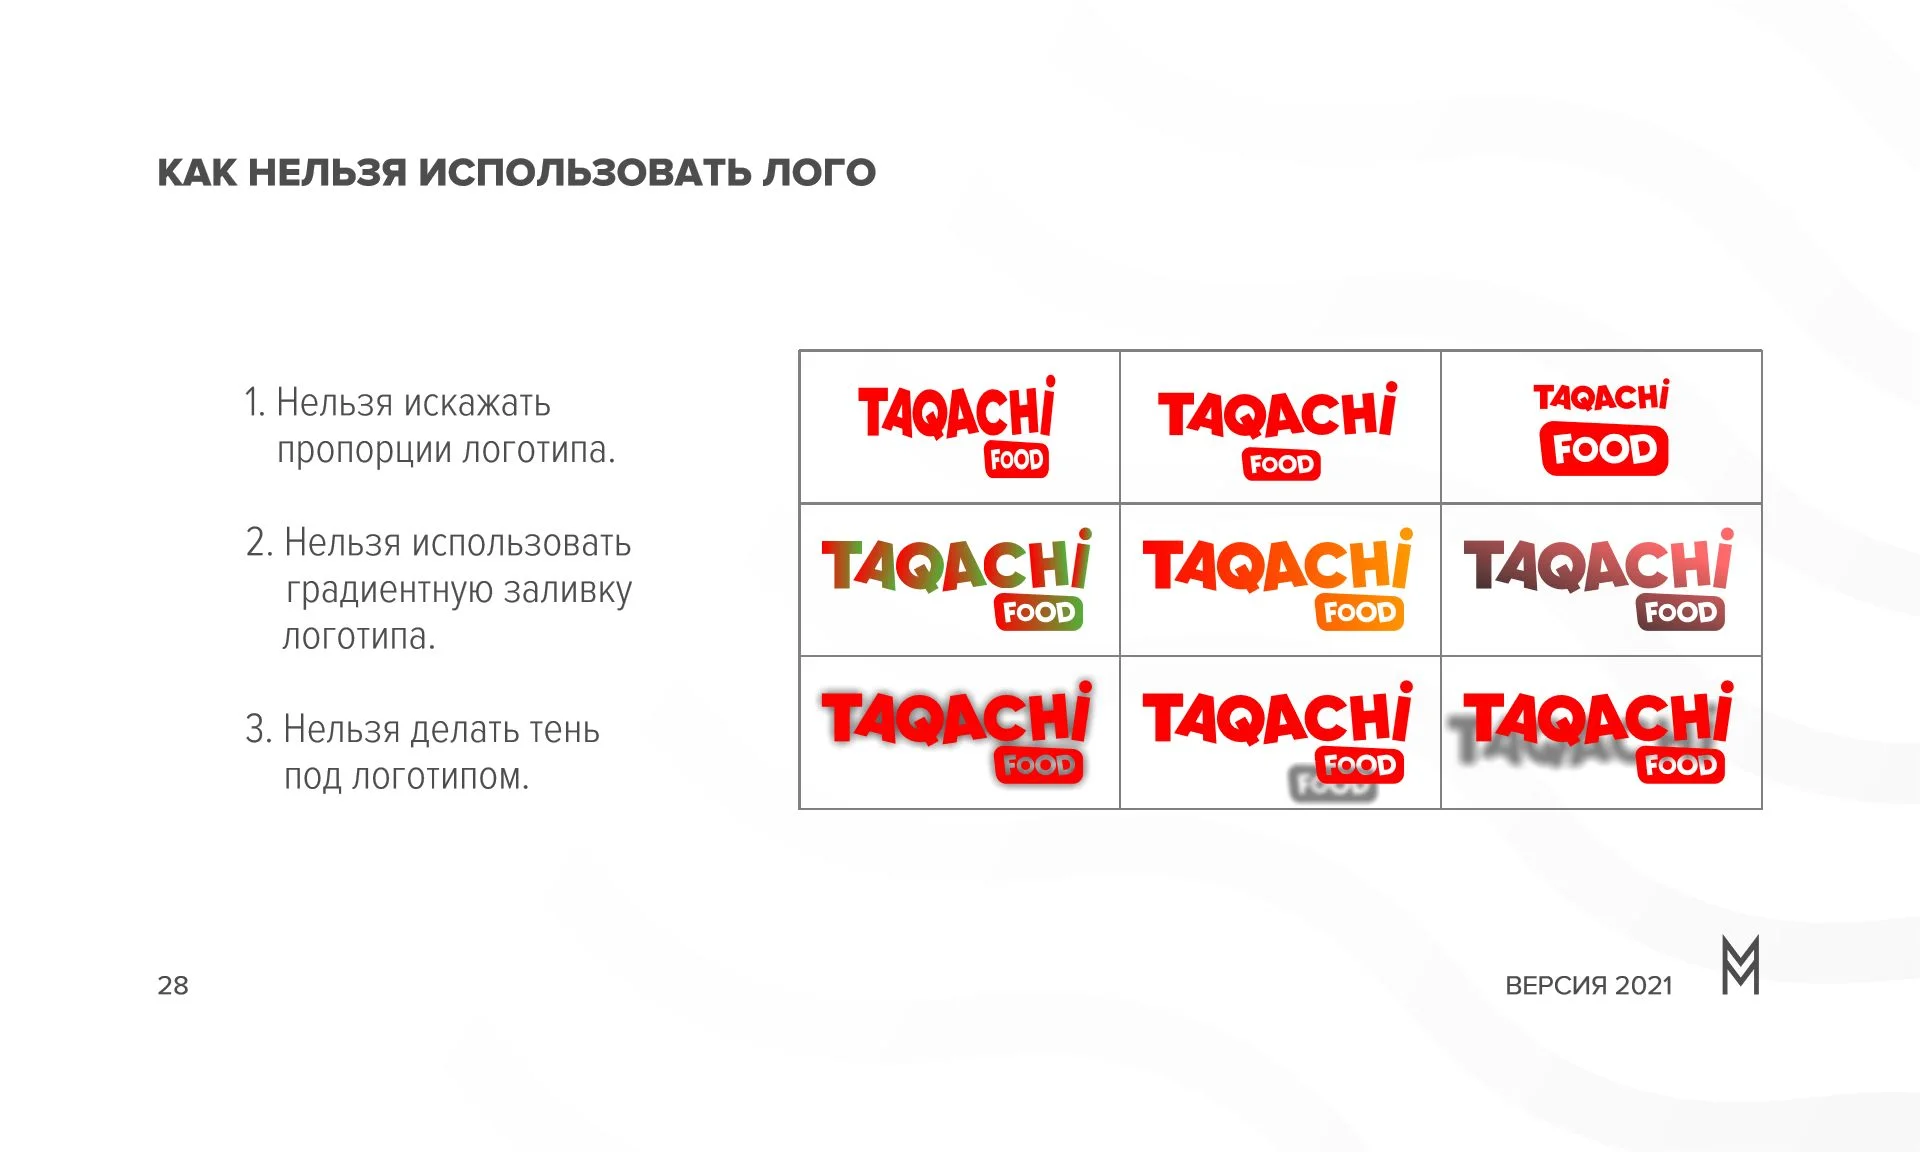 КАК НЕЛЬЗЯ ИСПОЛЬЗОВАТЬ ЛОГО
1. Нельзя искажать
пропорции логотипа.
2. Нельзя использовать
градиентную заливку
логотипа.
3. Нельзя делать тень
под логотипом.
TAQACHi
FOOD
TAQACHi
FOOD
TAQACHi
FOOD
TAQACHi
FOOD
TAQACHi
FOOD
TAQACHi
FOOD
TAQACHi
FOOD
TAQACHi
FOOD
FOOD
TAQACHi
TAQACHi
FOOD
28
ВЕРСИЯ 2021